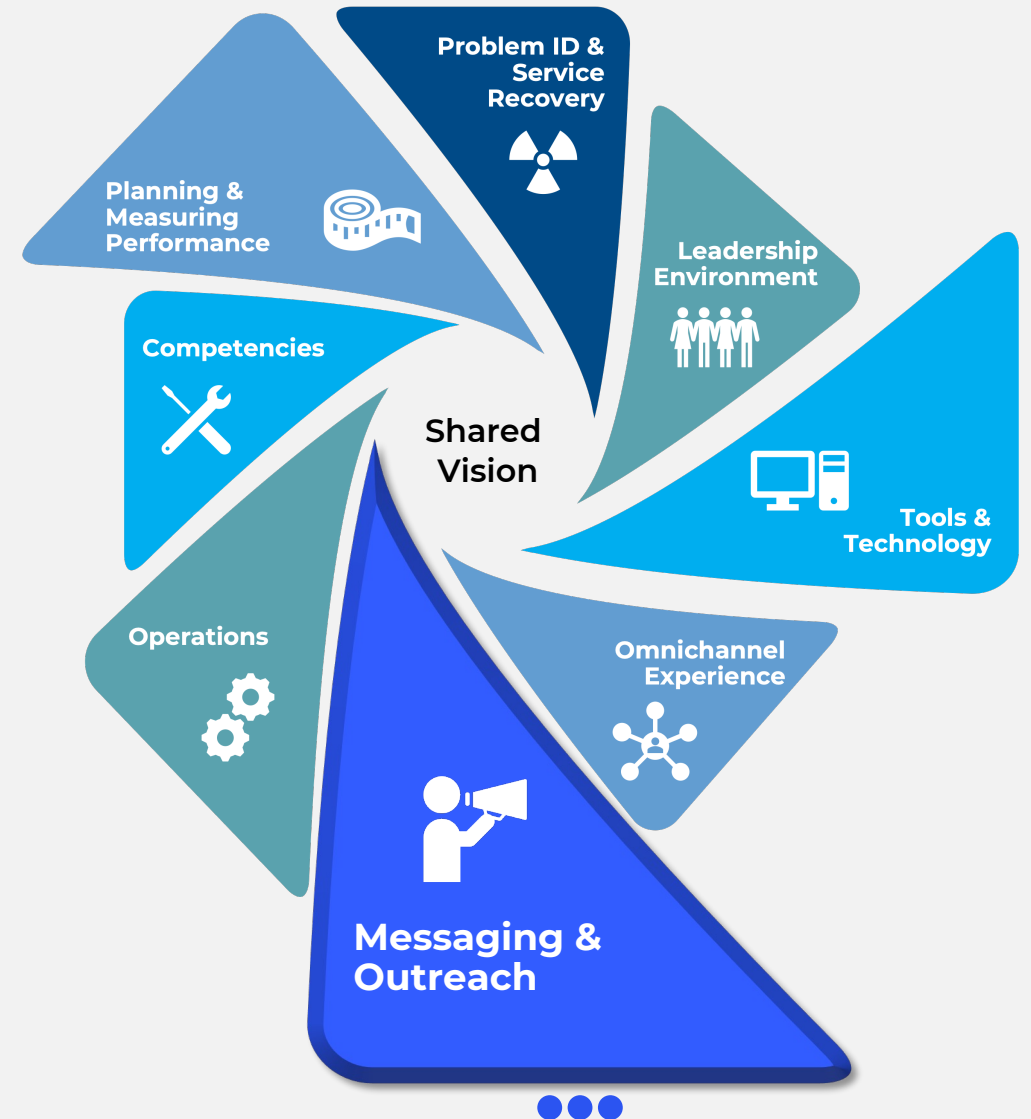 Problem ID &
Service
Recovery
Planning &
Measuring
Performance
Leadership
Environment
Competencies
Shared
Vision
Tools &
Technology
Operations
Omnichannel
Experience
Messaging &
Outreach